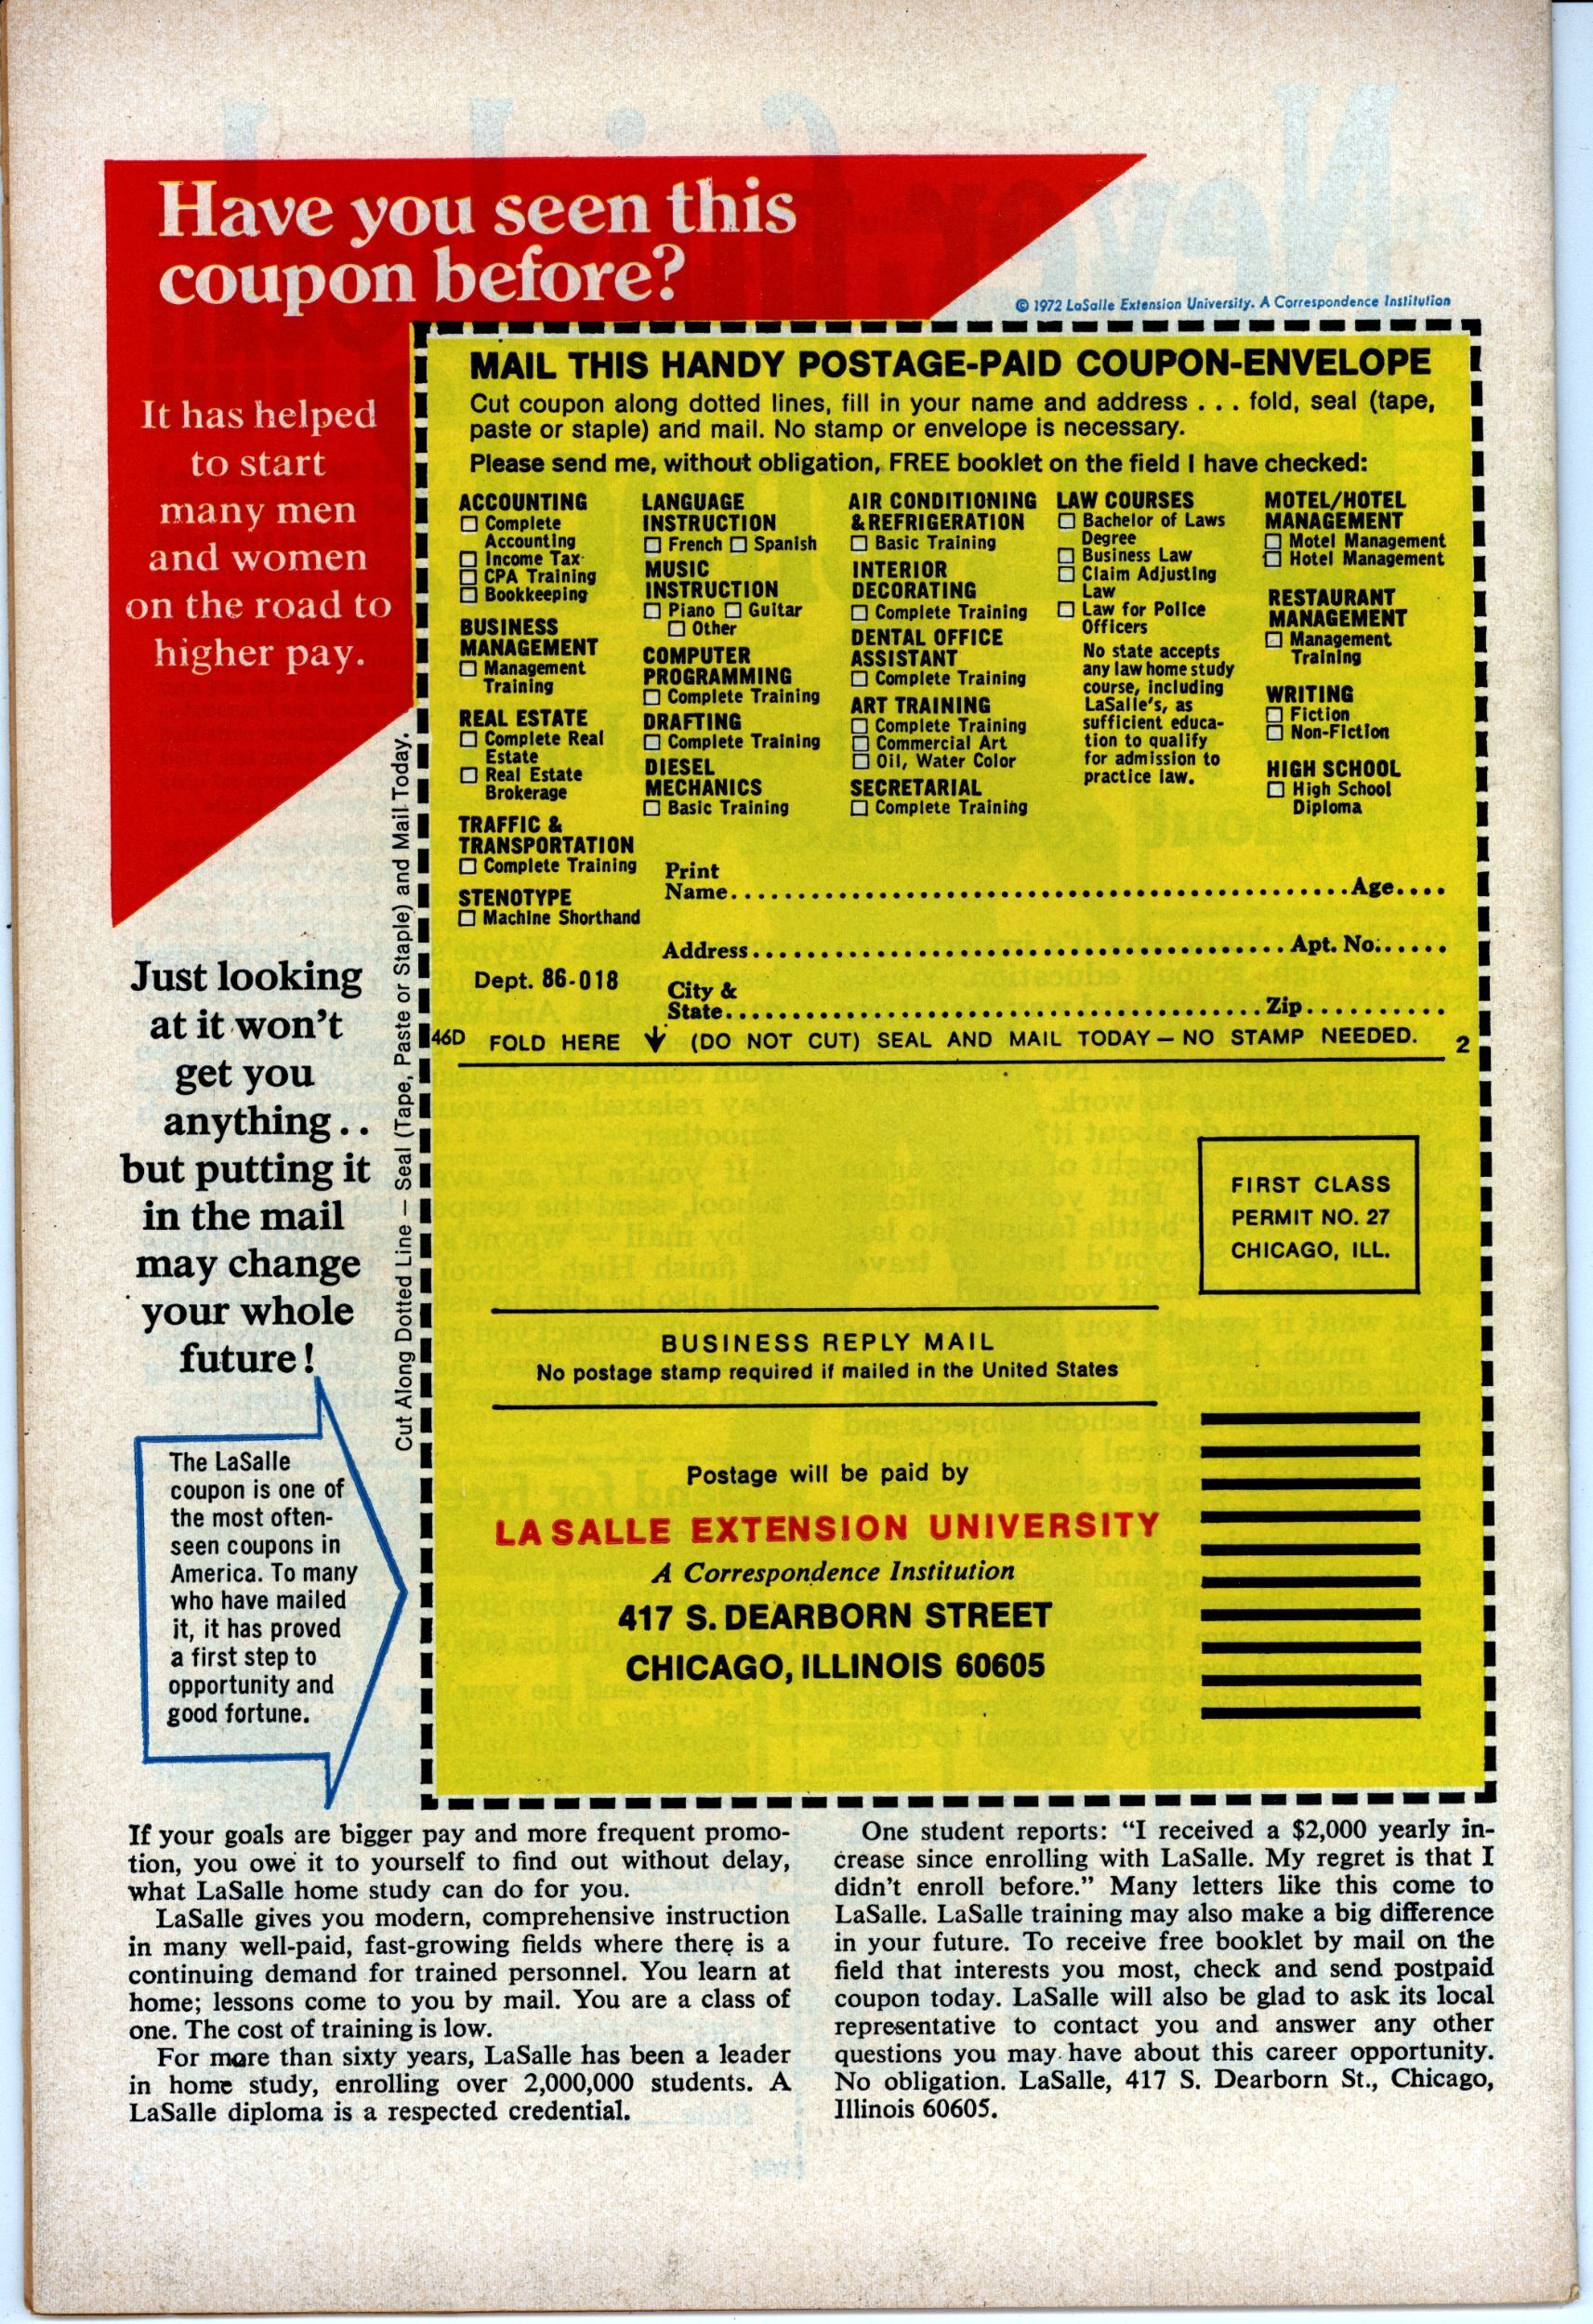 Have you seen this
coupon before?
© 1972 LaSalle Extension University. A Correspondence Institution
It has helped
to start
many men
and women
on the road to
higher pay.
Just looking
at it won't
get you
anything . .
but putting it
in the mail
may change
your whole
future!
The LaSalle
coupon is one of
the most often-
seen coupons in
America. To many
who have mailed
it, it has proved
a first step to
opportunity and
good fortune.
Cut Along Dotted Line — Seal (Tape, Paste or Staple) and Mail Today.
MAIL THIS HANDY POSTAGE-PAID COUPON-ENVELOPE
Cut coupon along dotted lines, fill in your name and address . . . fold, seal (tape,
paste or staple) and mail. No stamp or envelope is necessary.
Please send me, without obligation, FREE booklet on the field I have checked:
ACCOUNTING
☐ Complete
Accounting
☐ Income Tax
☐ CPA Training
☐ Bookkeeping
BUSINESS
MANAGEMENT
☐ Management
Training
REAL ESTATE
☐ Complete Real
Estate
☐ Real Estate
Brokerage
TRAFFIC &
TRANSPORTATION
☐ Complete Training
STENOTYPE
☐ Machine Shorthand
LANGUAGE
INSTRUCTION
☐ French ☐ Spanish
MUSIC
INSTRUCTION
☐ Piano ☐ Guitar
☐ Other
COMPUTER
PROGRAMMING
☐ Complete Training
DRAFTING
☐ Complete Training
DIESEL
MECHANICS
☐ Basic Training
AIR CONDITIONING
& REFRIGERATION
☐ Basic Training
INTERIOR
DECORATING
☐ Complete Training
DENTAL OFFICE
ASSISTANT
☐ Complete Training
ART TRAINING
☐ Complete Training
☐ Commercial Art
☐ Oil, Water Color
SECRETARIAL
☐ Complete Training
LAW COURSES
☐ Bachelor of Laws
Degree
☐ Business Law
☐ Claim Adjusting
Law
☐ Law for Police
Officers
No state accepts
any law home study
course, including
LaSalle's, as
sufficient educa-
tion to qualify
for admission to
practice law.
MOTEL/HOTEL
MANAGEMENT
☐ Motel Management
☐ Hotel Management
RESTAURANT
MANAGEMENT
☐ Management
Training
WRITING
☐ Fiction
☐ Non-Fiction
HIGH SCHOOL
☐ High School
Diploma
Print
Name.......... Age....
Address.......... Apt. No......
Dept. 86-018
City &
State.......... Zip..........
46D FOLD HERE ↓ (DO NOT CUT) SEAL AND MAIL TODAY — NO STAMP NEEDED. 2
FIRST CLASS
PERMIT NO. 27
CHICAGO, ILL.
BUSINESS REPLY MAIL
No postage stamp required if mailed in the United States
Postage will be paid by
LA SALLE EXTENSION UNIVERSITY
A Correspondence Institution
417 S. DEARBORN STREET
CHICAGO, ILLINOIS 60605
If your goals are bigger pay and more frequent promo-
tion, you owe it to yourself to find out without delay,
what LaSalle home study can do for you.
LaSalle gives you modern, comprehensive instruction
in many well-paid, fast-growing fields where there is a
continuing demand for trained personnel. You learn at
home; lessons come to you by mail. You are a class of
one. The cost of training is low.
For more than sixty years, LaSalle has been a leader
in home study, enrolling over 2,000,000 students. A
LaSalle diploma is a respected credential.
One student reports: "I received a $2,000 yearly in-
crease since enrolling with LaSalle. My regret is that I
didn't enroll before." Many letters like this come to
LaSalle. LaSalle training may also make a big difference
in your future. To receive free booklet by mail on the
field that interests you most, check and send postpaid
coupon today. LaSalle will also be glad to ask its local
representative to contact you and answer any other
questions you may have about this career opportunity.
No obligation. LaSalle, 417 S. Dearborn St., Chicago,
Illinois 60605.